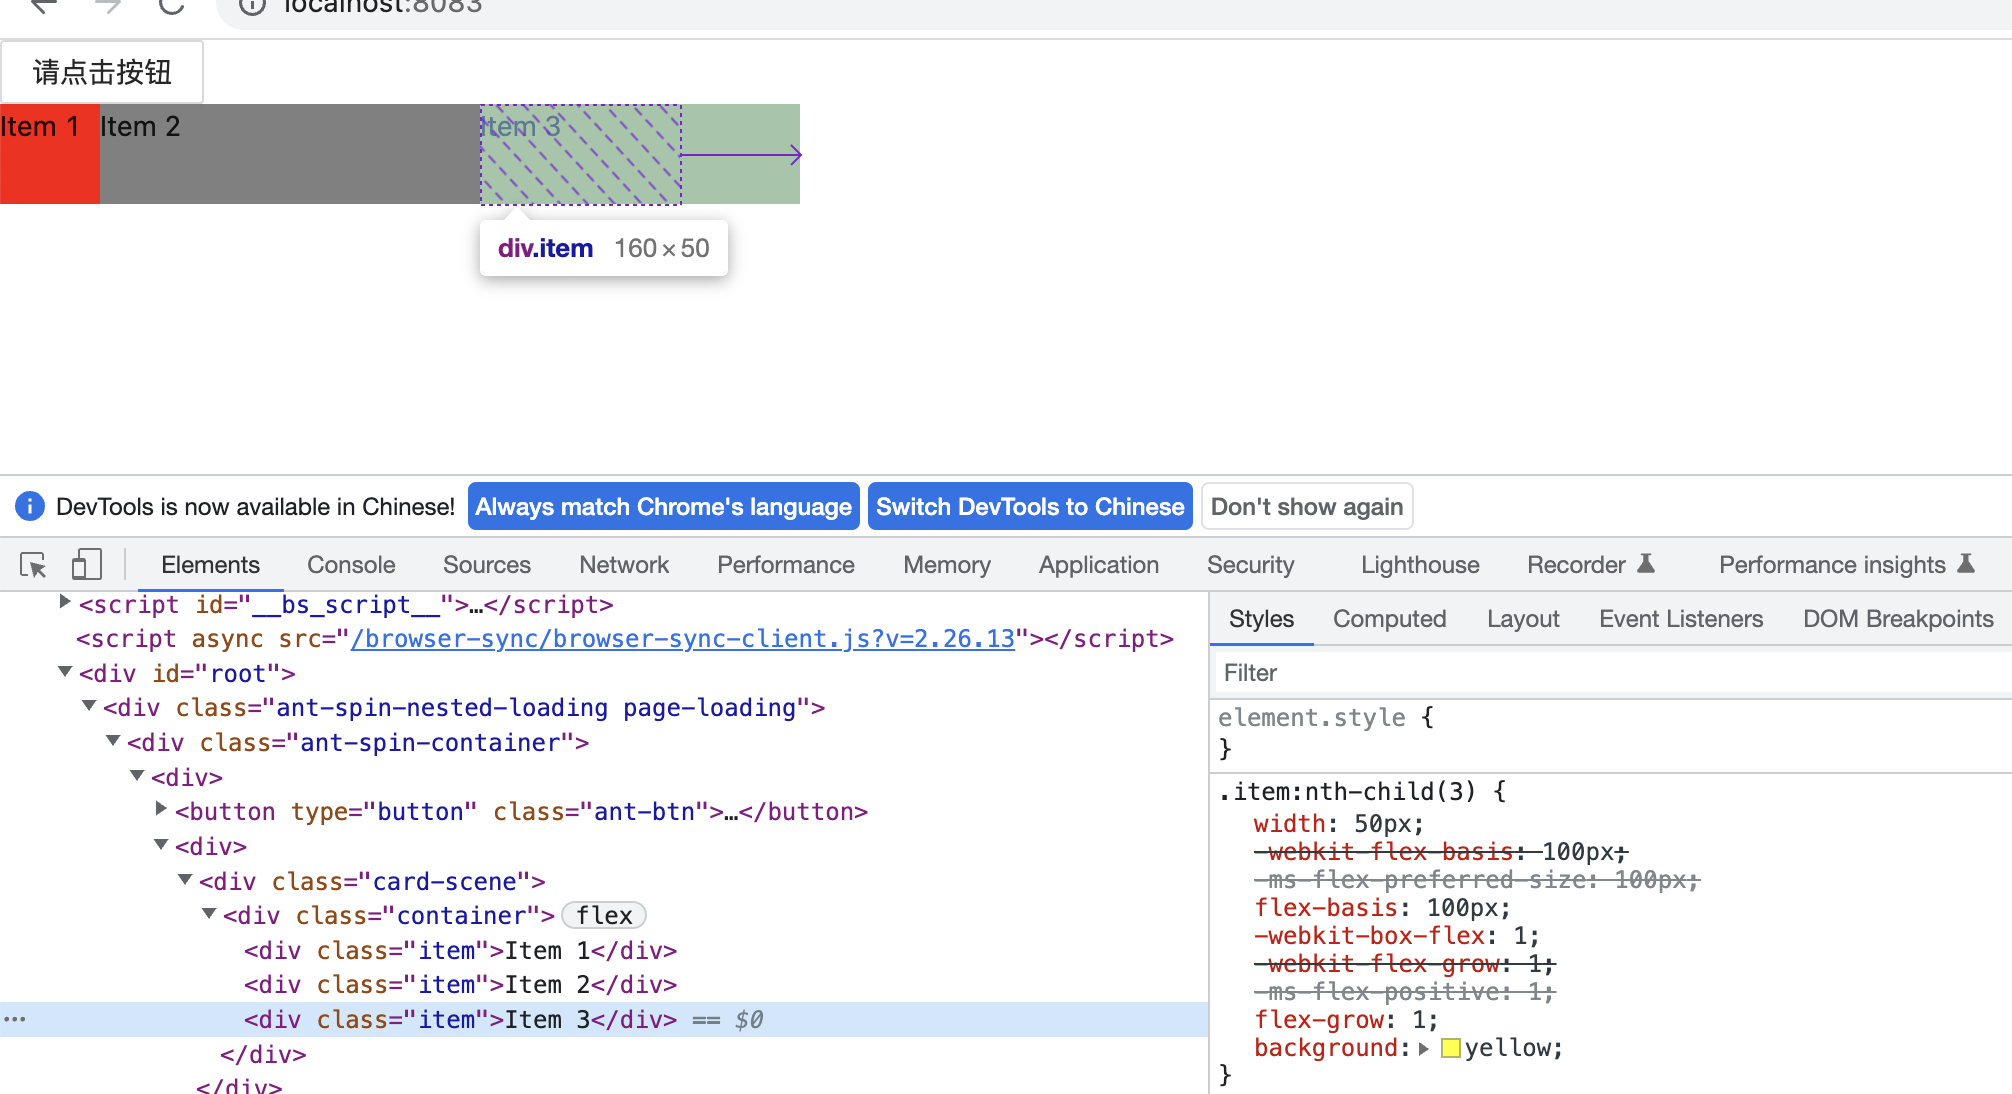 localhost:8083
请点击按钮
Item 1 Item 2 Item 3
div.item 160×50
DevTools is now available in Chinese! Always match Chrome's language Switch DevTools to Chinese Don't show again
Elements Console Sources Network Performance Memory Application Security Lighthouse Recorder Performance insights
<script id="__bs_script__">…</script>
<script async src="/browser-sync/browser-sync-client.js?v=2.26.13"></script>
<div id="root">
<div class="ant-spin-nested-loading page-loading">
<div class="ant-spin-container">
<div>
<button type="button" class="ant-btn">…</button>
<div>
<div class="card-scene">
<div class="container"> flex
<div class="item">Item 1</div>
<div class="item">Item 2</div>
<div class="item">Item 3</div> == $0
</div>
</div>
Styles Computed Layout Event Listeners DOM Breakpoints
Filter
element.style {
}
.item:nth-child(3) {
width: 50px;
-webkit-flex-basis: 100px;
-ms-flex-preferred-size: 100px;
flex-basis: 100px;
-webkit-box-flex: 1;
-webkit-flex-grow: 1;
-ms-flex-positive: 1;
flex-grow: 1;
background: yellow;
}